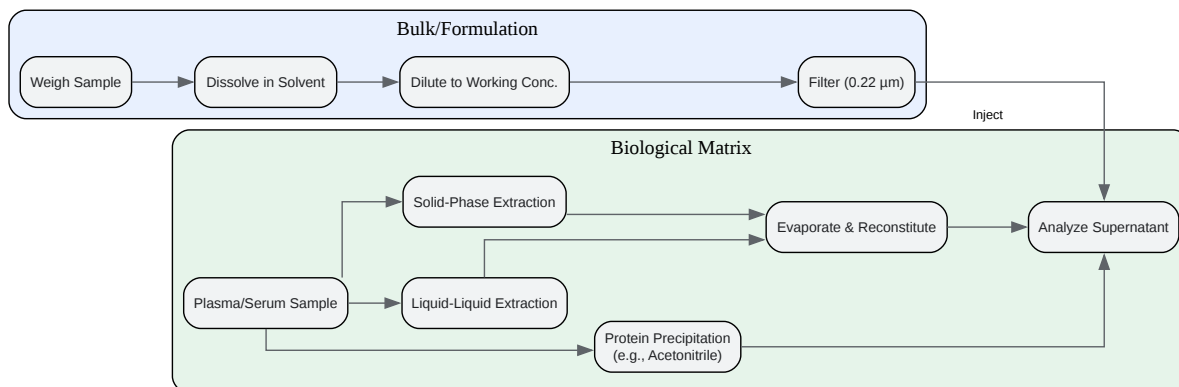 Bulk/Formulation
Weigh Sample
Dissolve in Solvent
Dilute to Working Conc.
Filter (0.22 µm)
Inject
Biological Matrix
Solid-Phase Extraction
Evaporate & Reconstitute
Analyze Supernatant
Plasma/Serum Sample
Liquid-Liquid Extraction
Protein Precipitation
(e.g., Acetonitrile)